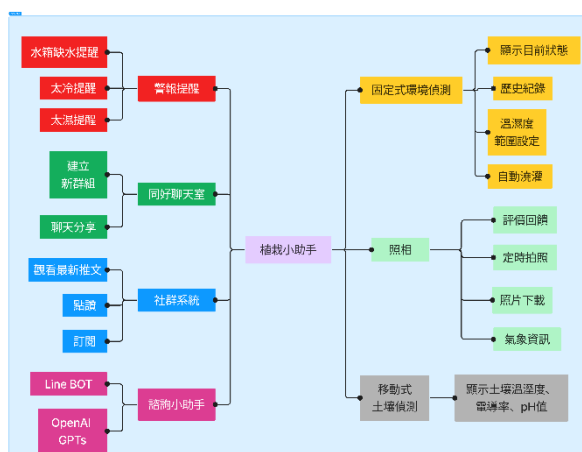 水箱缺水提醒
太冷提醒
太濕提醒
警報提醒
建立
新群組
聊天分享
同好聊天室
觀看最新推文
點讚
訂閱
社群系統
Line BOT
OpenAI
GPTs
諮詢小助手
植栽小助手
固定式環境偵測
顯示目前狀態
歷史紀錄
溫濕度
範圍設定
自動澆灌
照相
評價回饋
定時拍照
照片下載
氣象資訊
移動式
土壤偵測
顯示土壤溫溼度、
電導率、pH值